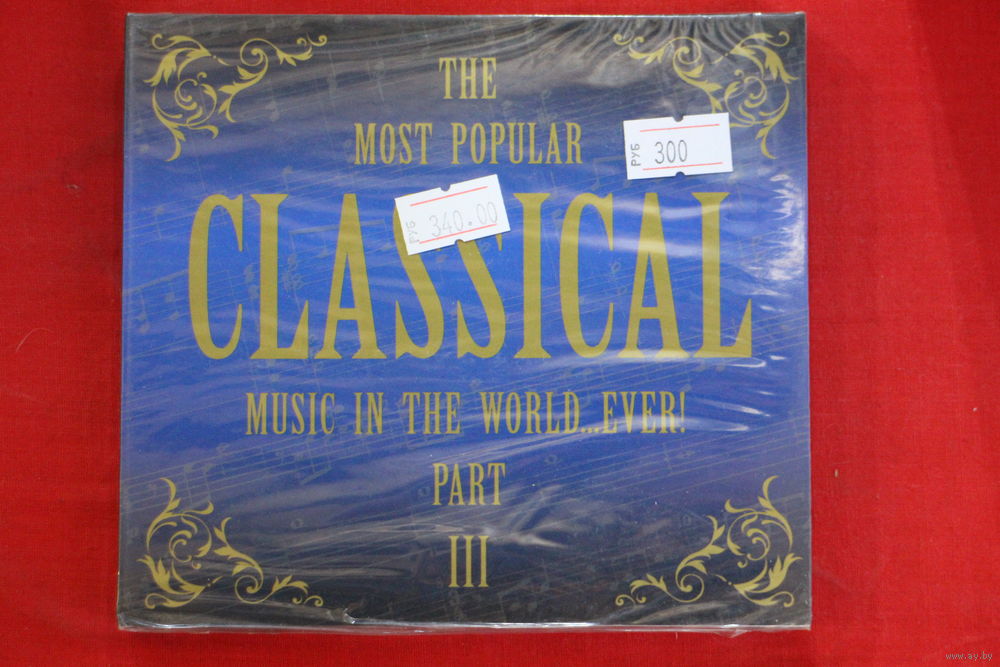 THE
MOST POPULAR
РУБ 300
CLASSICAL
РУБ 340.00
MUSIC IN THE WORLD...EVER!
PART
III
www.ay.by